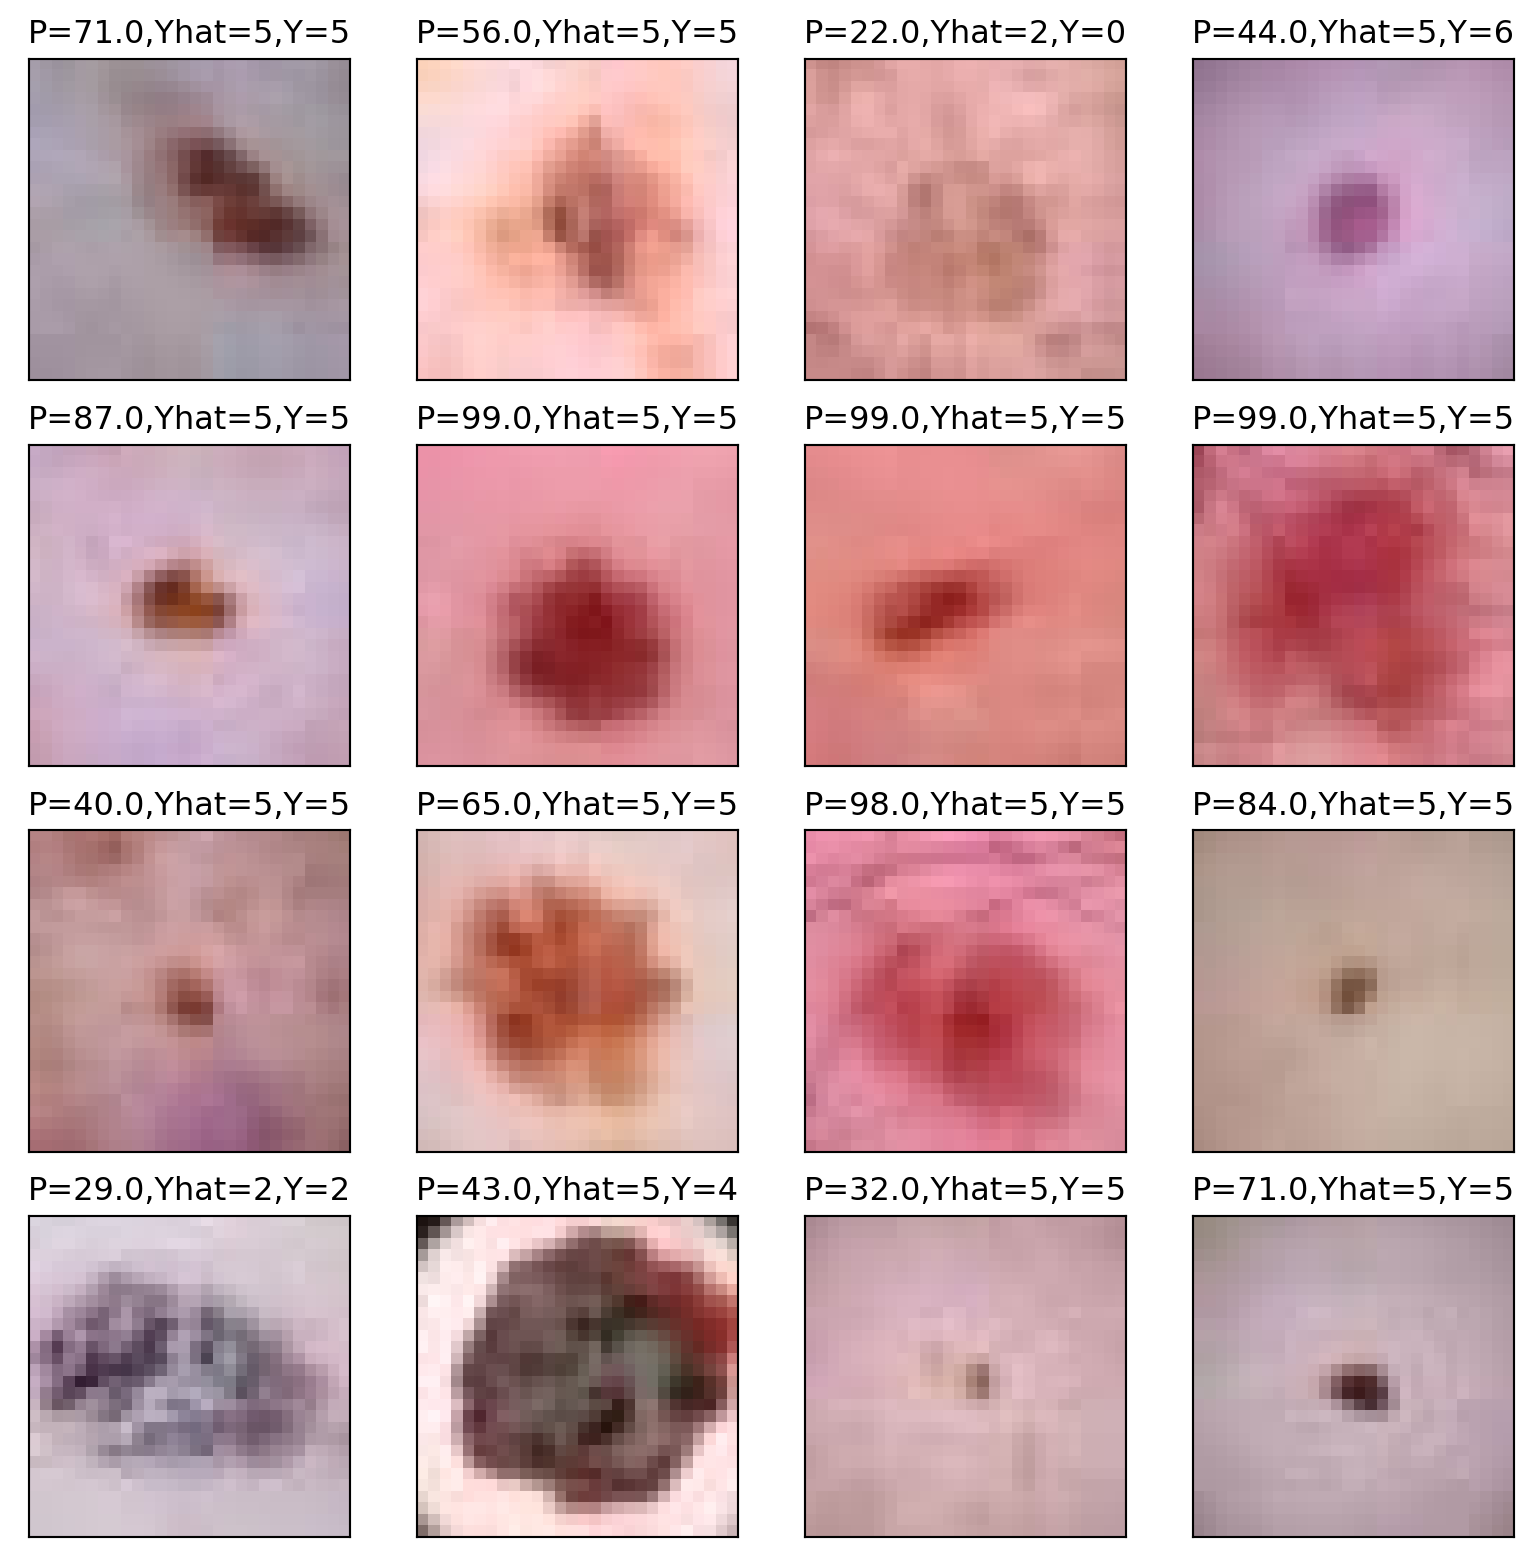 P=71.0,Yhat=5,Y=5
P=56.0,Yhat=5,Y=5
P=22.0,Yhat=2,Y=0
P=44.0,Yhat=5,Y=6
P=87.0,Yhat=5,Y=5
P=99.0,Yhat=5,Y=5
P=99.0,Yhat=5,Y=5
P=99.0,Yhat=5,Y=5
P=40.0,Yhat=5,Y=5
P=65.0,Yhat=5,Y=5
P=98.0,Yhat=5,Y=5
P=84.0,Yhat=5,Y=5
P=29.0,Yhat=2,Y=2
P=43.0,Yhat=5,Y=4
P=32.0,Yhat=5,Y=5
P=71.0,Yhat=5,Y=5